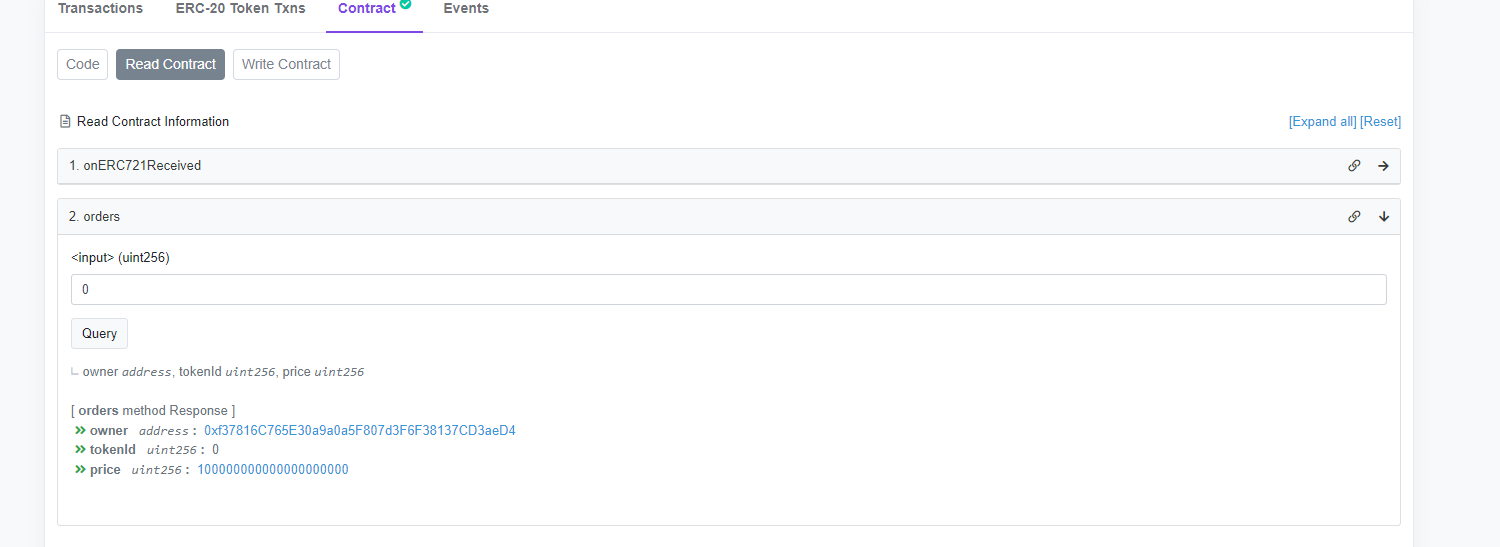 Transactions ERC-20 Token Txns Contract Events
Code Read Contract Write Contract
Read Contract Information [Expand all] [Reset]
1. onERC721Received
2. orders
<input> (uint256)
0
Query
owner address, tokenId uint256, price uint256
[ orders method Response ]
owner address : 0xf37816C765E30a9a0a5F807d3F6F38137CD3aeD4
tokenId uint256 : 0
price uint256 : 100000000000000000000